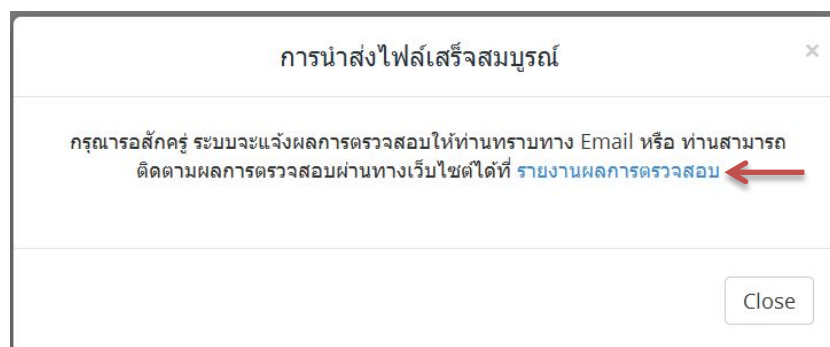 การนำส่งไฟล์เสร็จสมบูรณ์
×
กรุณารอสักครู่ ระบบจะแจ้งผลการตรวจสอบให้ท่านทราบทาง Email หรือ ท่านสามารถ
ติดตามผลการตรวจสอบผ่านทางเว็บไซต์ได้ที่ รายงานผลการตรวจสอบ
Close